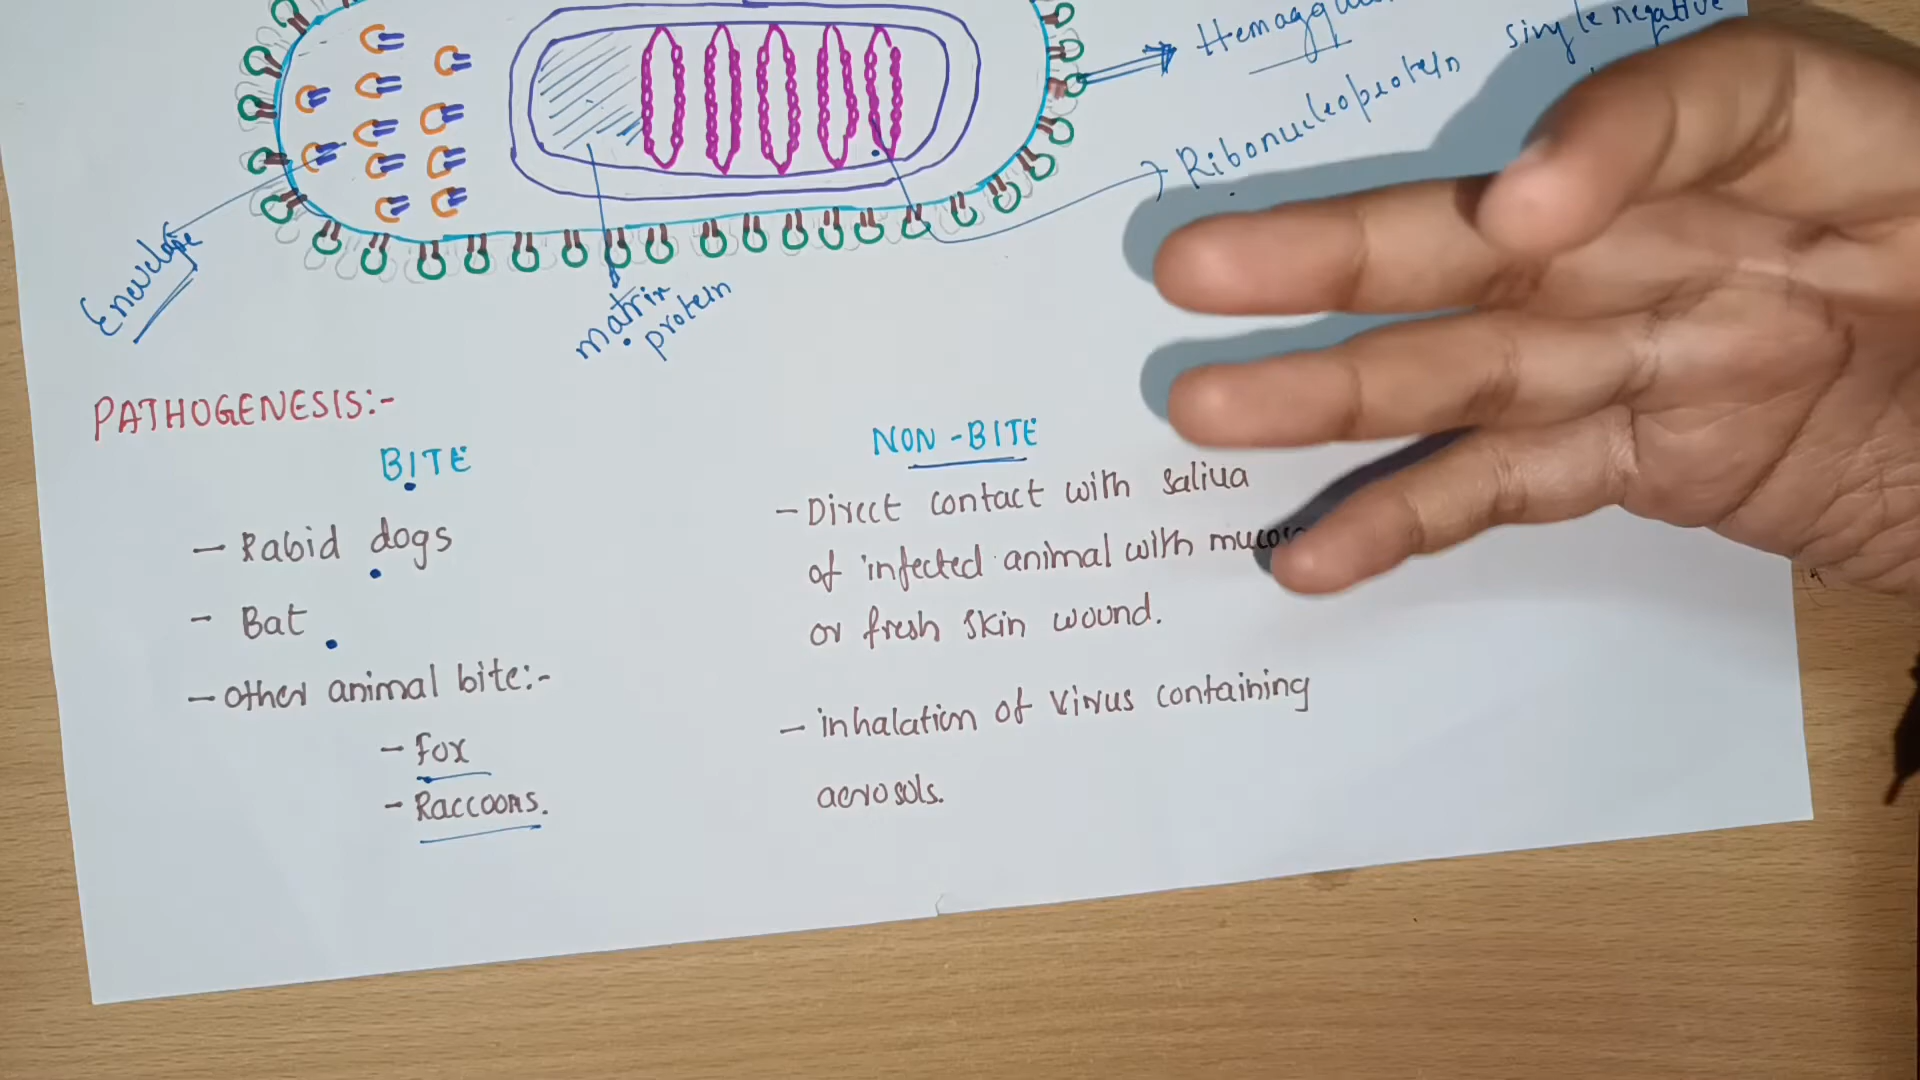 single negative
Ribonucleoprotein
Envelope
matrix
protein
PATHOGENESIS:-
BITE
- Rabid dogs
- Bat
- other animal bite:-
- Fox
- Raccoons.
NON-BITE
- Direct contact with saliva
of infected animal with
or fresh skin wound.
- inhalation of virus containing
aerosols.